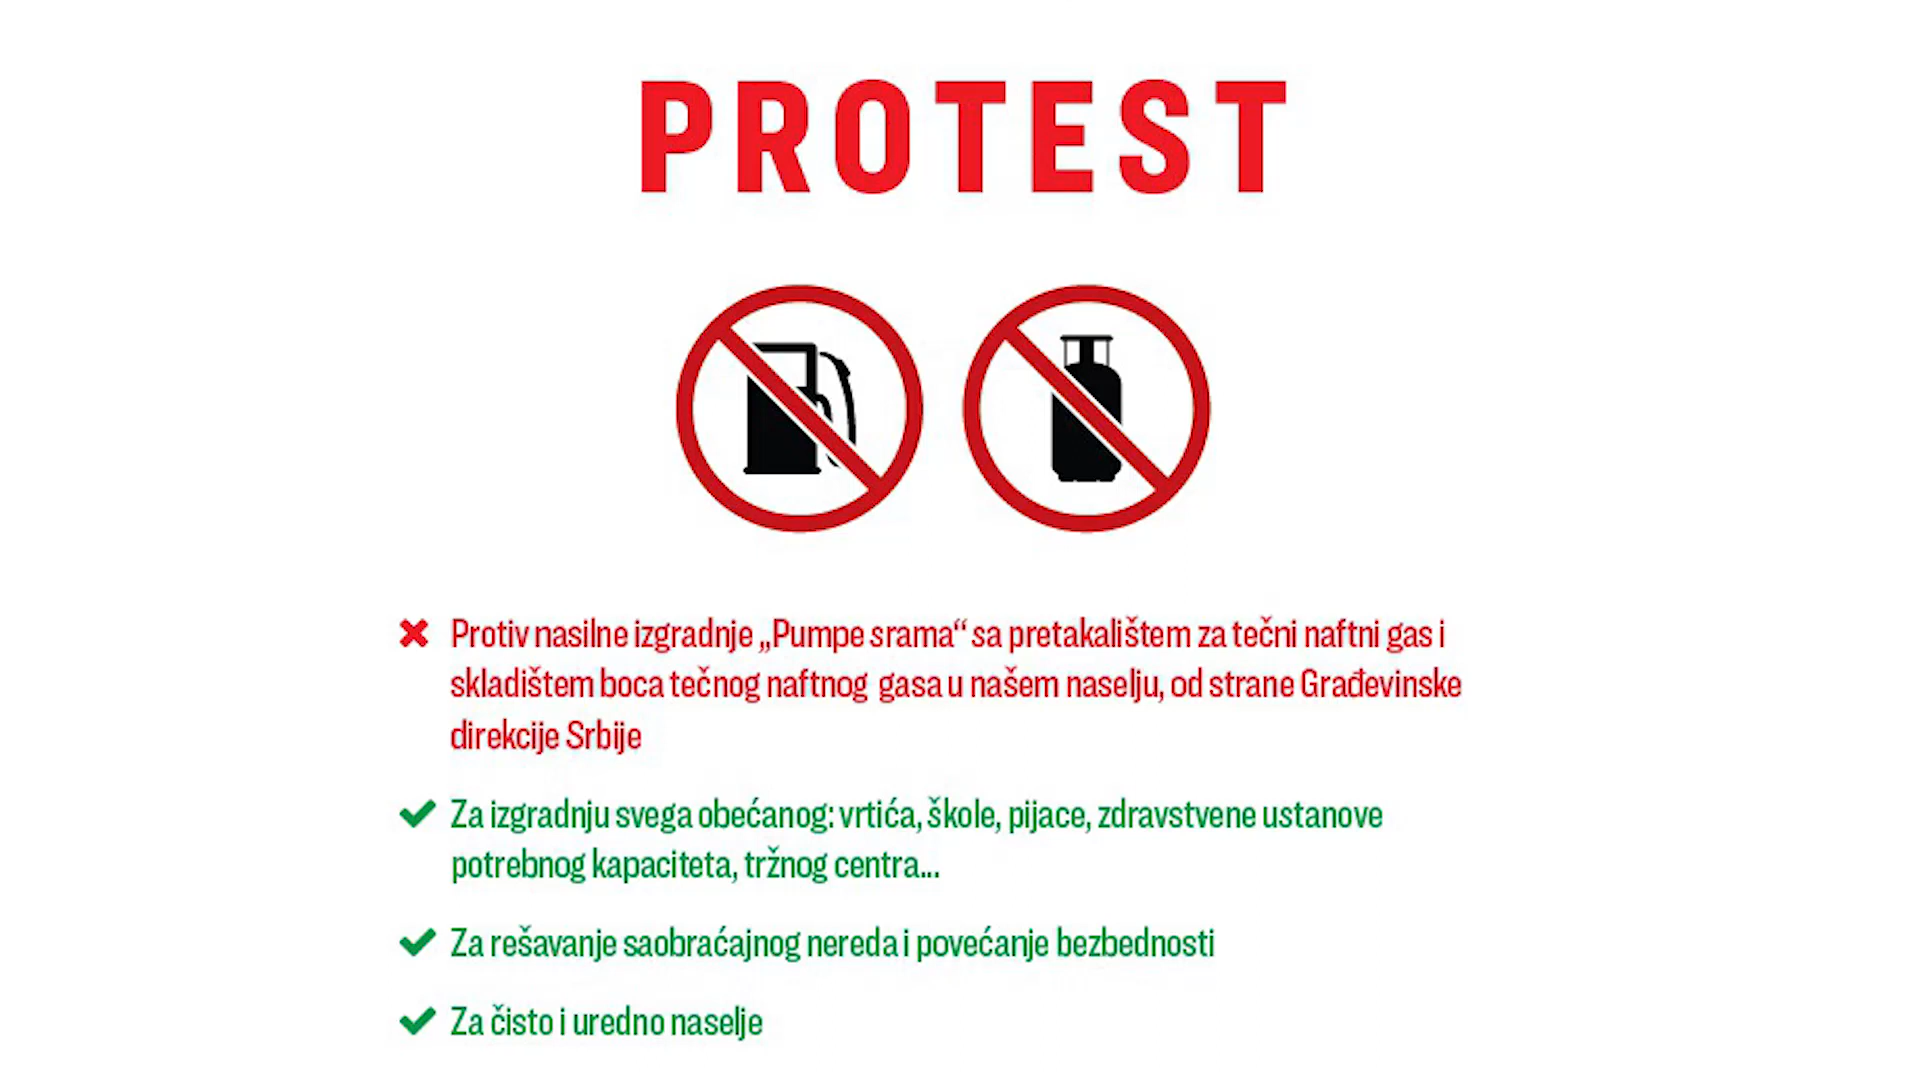 PROTEST
Protiv nasilne izgradnje „Pumpe srama“ sa pretakalištem za tečni naftni gas i
skladištem boca tečnog naftnog gasa u našem naselju, od strane Građevinske
direkcije Srbije
Za izgradnju svega obećanog: vrtića, škole, pijace, zdravstvene ustanove
potrebnog kapaciteta, tržnog centra...
Za rešavanje saobraćajnog nereda i povećanje bezbednosti
Za čisto i uredno naselje